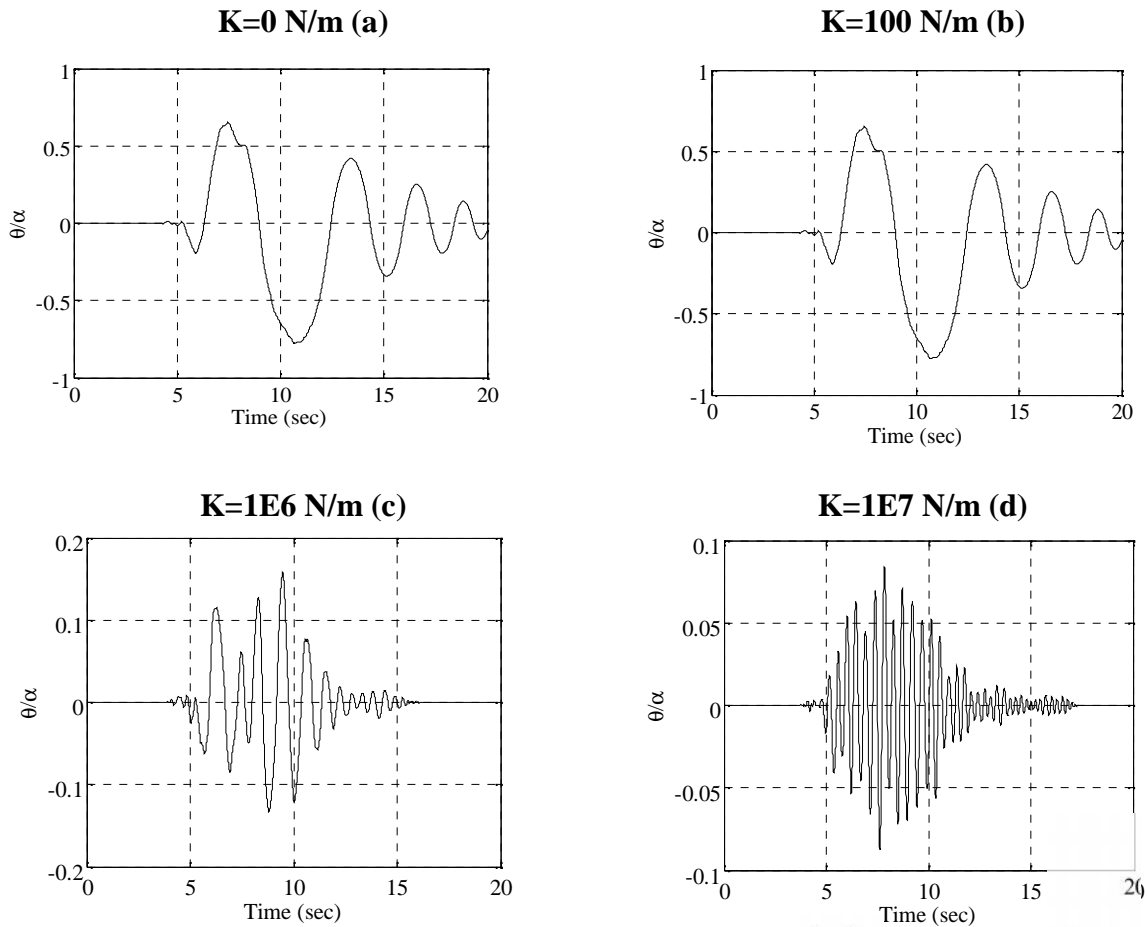 K=0 N/m (a)
1
0.5
0
-0.5
-1
θ/α
0 5 10 15 20
Time (sec)
K=100 N/m (b)
1
0.5
0
-0.5
-1
θ/α
0 5 10 15 20
Time (sec)
K=1E6 N/m (c)
0.2
0.1
0
-0.1
-0.2
θ/α
0 5 10 15 20
Time (sec)
K=1E7 N/m (d)
0.1
0.05
0
-0.05
-0.1
θ/α
0 5 10 15
Time (sec)